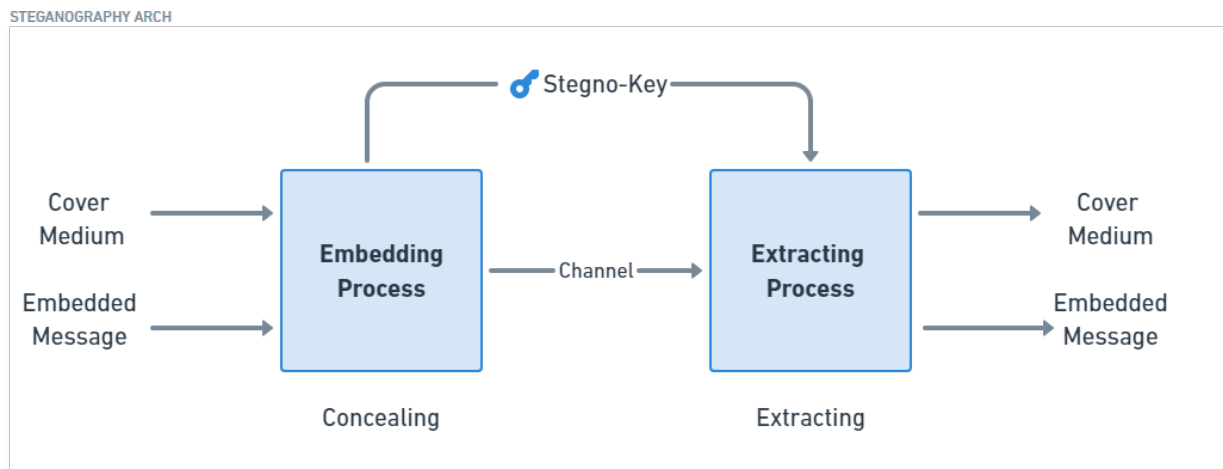 STEGANOGRAPHY ARCH
Stegno-Key
Cover
Medium
Embedded
Message
Embedding
Process
Channel
Extracting
Process
Cover
Medium
Embedded
Message
Concealing
Extracting